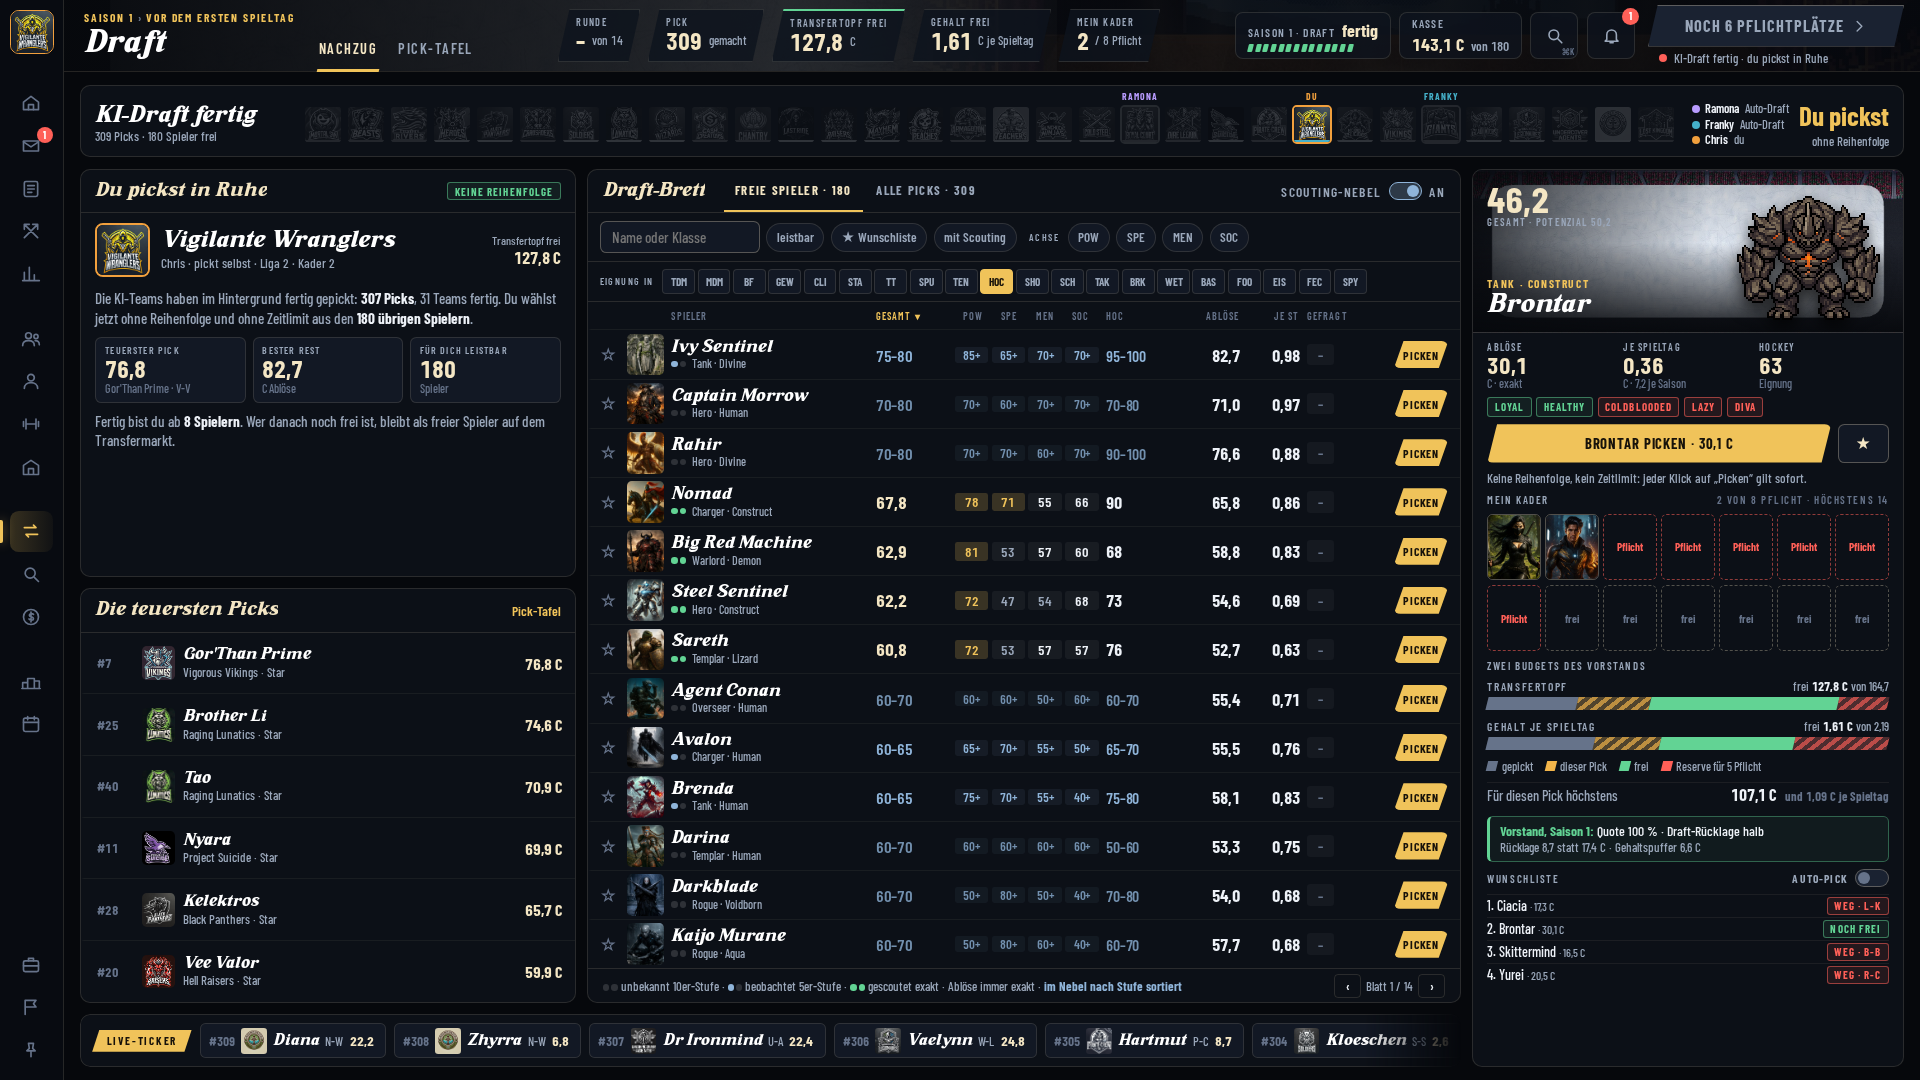 SAISON 1 › VOR DEM ERSTEN SPIELTAG
Draft
NACHZUG
PICK-TAFEL
RUNDE
– von 14
PICK
309 gemacht
TRANSFERTOPF FREI
127,8 C
GEHALT FREI
1,61 C je Spieltag
MEIN KADER
2 / 8 Pflicht
SAISON 1 · DRAFT fertig
KASSE
143,1 C von 180
⌘K
1
NOCH 6 PFLICHTPLÄTZE
KI-Draft fertig · du pickst in Ruhe
1
KI-Draft fertig
309 Picks · 180 Spieler frei
RAMONA
DU
FRANKY
Ramona Auto-Draft
Franky Auto-Draft
Chris du
Du pickst
ohne Reihenfolge
Du pickst in Ruhe
KEINE REIHENFOLGE
Vigilante Wranglers
Chris · pickt selbst · Liga 2 · Kader 2
Transfertopf frei
127,8 C
Die KI-Teams haben im Hintergrund fertig gepickt: 307 Picks, 31 Teams fertig. Du wählst
jetzt ohne Reihenfolge und ohne Zeitlimit aus den 180 übrigen Spielern.
TEUERSTER PICK
76,8
Gor'Than Prime · V-V
BESTER REST
82,7
C Ablöse
FÜR DICH LEISTBAR
180
Spieler
Fertig bist du ab 8 Spielern. Wer danach noch frei ist, bleibt als freier Spieler auf dem
Transfermarkt.
Die teuersten Picks
Pick-Tafel
#7 Gor'Than Prime 76,8 C
Vigorous Vikings · Star
#25 Brother Li 74,6 C
Raging Lunatics · Star
#40 Tao 70,9 C
Raging Lunatics · Star
#11 Nyara 69,9 C
Project Suicide · Star
#28 Kelektros 65,7 C
Black Panthers · Star
#20 Vee Valor 59,9 C
Hell Raisers · Star
Draft-Brett
FREIE SPIELER · 180
ALLE PICKS · 309
SCOUTING-NEBEL AN
Name oder Klasse
leistbar
★ Wunschliste
mit Scouting
ACHSE
POW
SPE
MEN
SOC
EIGNUNG IN TDM MDM BF GEW CLI STA TT SPU TEN HOC SHO SCH TAK BRK WET BAS FOO EIS FEC SPY
SPIELER GESAMT ▼ POW SPE MEN SOC HOC ABLÖSE JE ST GEFRAGT
Ivy Sentinel 75-80 85+ 65+ 70+ 70+ 95-100 82,7 0,98 – PICKEN
Tank · Divine
Captain Morrow 70-80 70+ 60+ 70+ 70+ 70-80 71,0 0,97 – PICKEN
Hero · Human
Rahir 70-80 70+ 70+ 60+ 70+ 90-100 76,6 0,88 – PICKEN
Hero · Divine
Nomad 67,8 78 71 55 66 90 65,8 0,86 – PICKEN
Charger · Construct
Big Red Machine 62,9 81 53 57 60 68 58,8 0,83 – PICKEN
Warlord · Demon
Steel Sentinel 62,2 72 47 54 68 73 54,6 0,69 – PICKEN
Hero · Construct
Sareth 60,8 72 53 57 57 76 52,7 0,63 – PICKEN
Templar · Lizard
Agent Conan 60-70 60+ 60+ 50+ 60+ 60-70 55,4 0,71 – PICKEN
Overseer · Human
Avalon 60-65 65+ 70+ 55+ 50+ 65-70 55,5 0,76 – PICKEN
Charger · Human
Brenda 60-65 75+ 70+ 55+ 40+ 75-80 58,1 0,83 – PICKEN
Tank · Human
Darina 60-70 60+ 60+ 60+ 60+ 50-60 53,3 0,75 – PICKEN
Templar · Human
Darkblade 60-70 50+ 80+ 50+ 40+ 70-80 54,0 0,68 – PICKEN
Rogue · Voidborn
Kaijo Murane 60-70 50+ 80+ 60+ 40+ 60-70 57,7 0,68 – PICKEN
Rogue · Aqua
unbekannt 10er-Stufe · beobachtet 5er-Stufe · gescoutet exakt · Ablöse immer exakt · im Nebel nach Stufe sortiert
‹ Blatt 1 / 14 ›
46,2
GESAMT · POTENZIAL 50,2
TANK · CONSTRUCT
Brontar
ABLÖSE
30,1
C · exakt
JE SPIELTAG
0,36
C · 7,2 je Saison
HOCKEY
63
Eignung
LOYAL HEALTHY COLDBLOODED LAZY DIVA
BRONTAR PICKEN · 30,1 C
★
Keine Reihenfolge, kein Zeitlimit: jeder Klick auf „Picken“ gilt sofort.
MEIN KADER
2 VON 8 PFLICHT · HÖCHSTENS 14
Pflicht Pflicht Pflicht Pflicht Pflicht
Pflicht frei frei frei frei frei frei
ZWEI BUDGETS DES VORSTANDS
TRANSFERTOPF frei 127,8 C von 164,7
GEHALT JE SPIELTAG frei 1,61 C von 2,19
gepickt dieser Pick frei Reserve für 5 Pflicht
Für diesen Pick höchstens 107,1 C und 1,09 C je Spieltag
Vorstand, Saison 1: Quote 100 % · Draft-Rücklage halb
Rücklage 8,7 statt 17,4 C · Gehaltspuffer 6,6 C
WUNSCHLISTE
AUTO-PICK
1. Ciacia · 17,3 C WEG · L-K
2. Brontar · 30,1 C NOCH FREI
3. Skittermind · 16,5 C WEG · B-B
4. Yurei · 20,5 C WEG · R-C
LIVE-TICKER
#309 Diana N-W 22,2
#308 Zhyrra N-W 6,8
#307 Dr Ironmind U-A 22,4
#306 Vaelynn W-L 24,8
#305 Hartmut P-C 8,7
#304 Kloeschen S-S 2,6